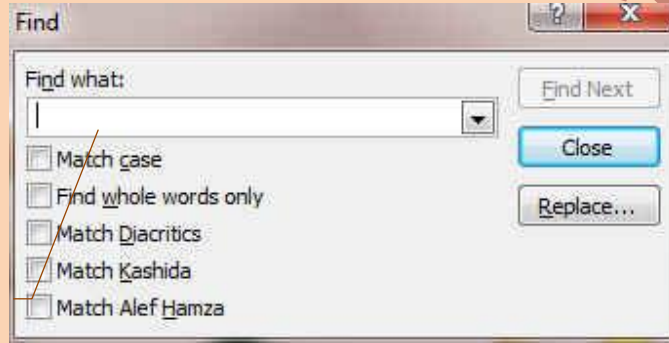 Find
Find what:
Find Next
Match case
Close
Find whole words only
Replace...
Match Diacritics
Match Kashida
Match Alef Hamza